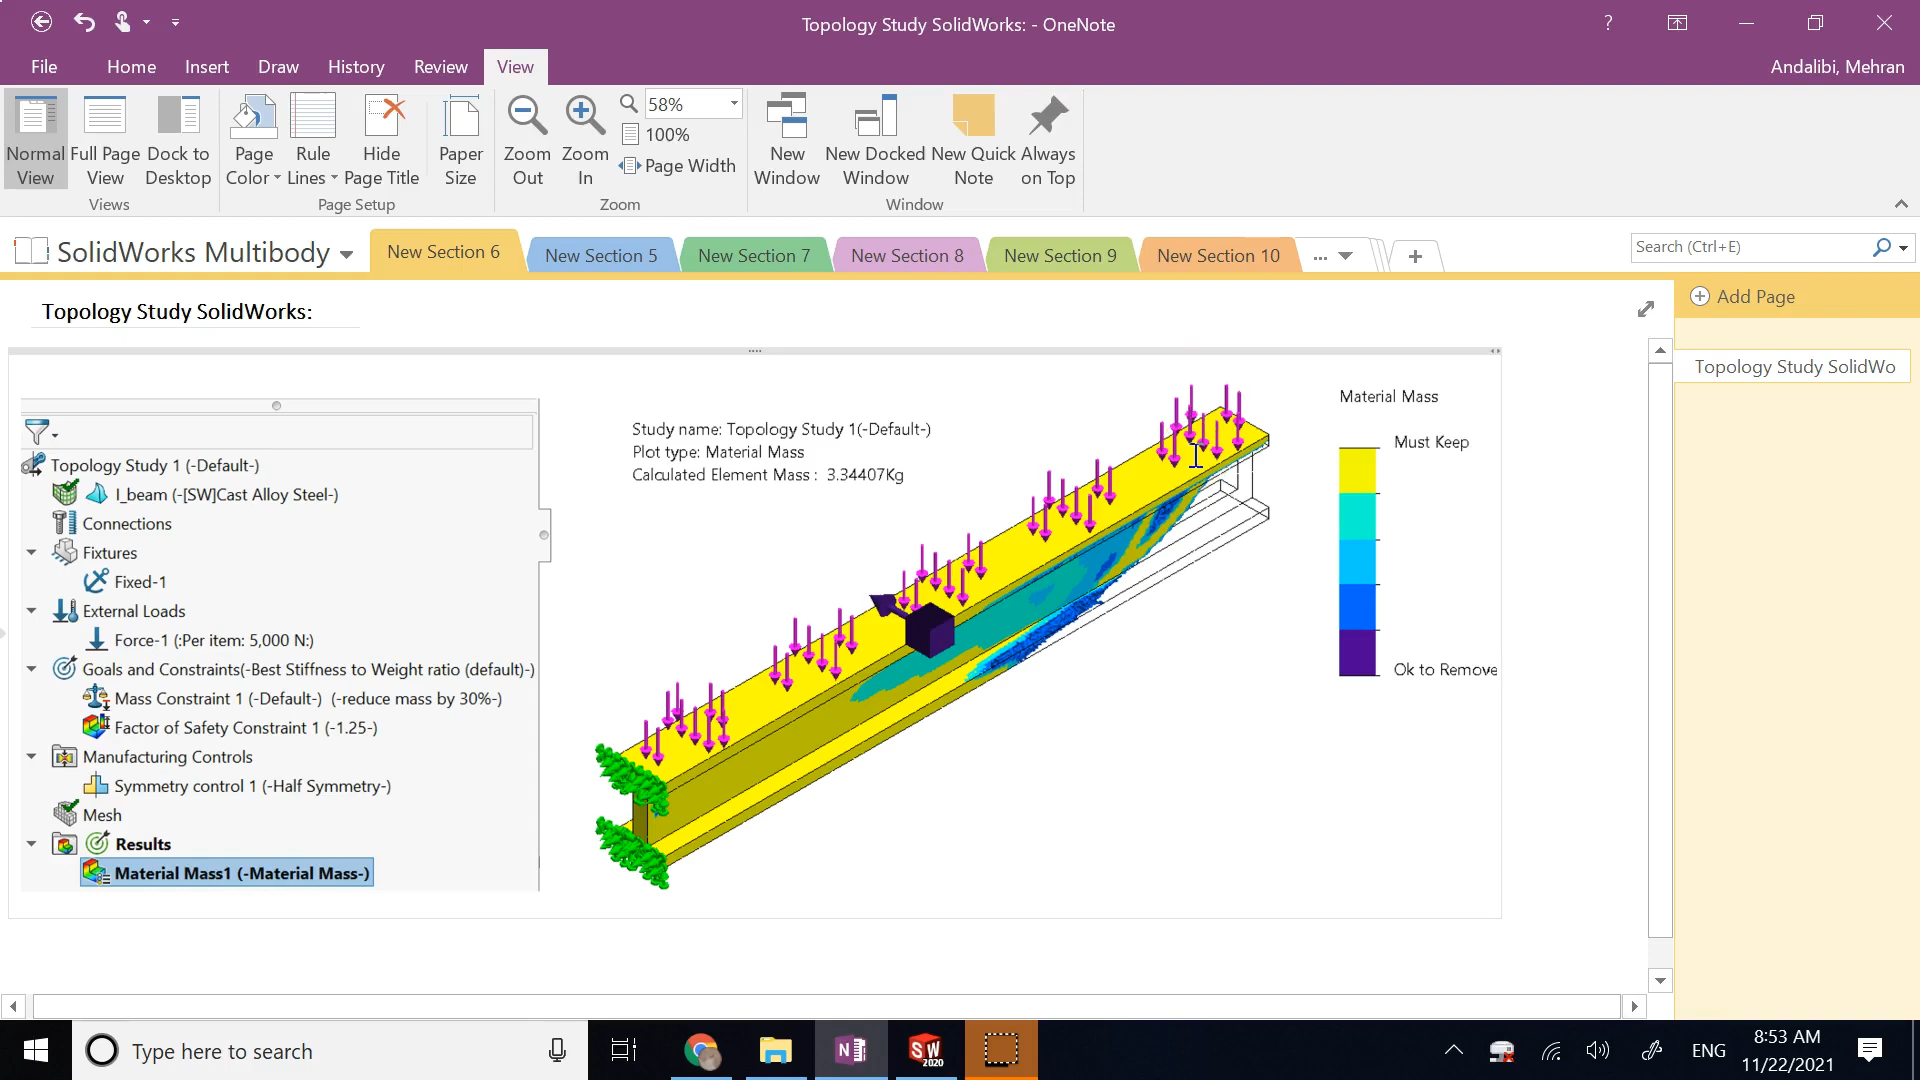 Topology Study SolidWorks: - OneNote
?
File
Home
Insert
Draw
History
Review
View
Andalibi, Mehran
Normal View
Full Page View
Dock to Desktop
Views
Page Color
Rule Lines
Hide Page Title
Paper Size
Page Setup
Zoom Out
Zoom In
58%
100%
Page Width
Zoom
New Window
New Docked Window
New Quick Note
Always on Top
Window
SolidWorks Multibody
New Section 6
New Section 5
New Section 7
New Section 8
New Section 9
New Section 10
...
+
Search (Ctrl+E)
Topology Study SolidWorks:
Add Page
Topology Study SolidWo
Topology Study 1 (-Default-)
I_beam (-[SW]Cast Alloy Steel-)
Connections
Fixtures
Fixed-1
External Loads
Force-1 (:Per item: 5,000 N:)
Goals and Constraints(-Best Stiffness to Weight ratio (default)-)
Mass Constraint 1 (-Default-) (-reduce mass by 30%-)
Factor of Safety Constraint 1 (-1.25-)
Manufacturing Controls
Symmetry control 1 (-Half Symmetry-)
Mesh
Results
Material Mass1 (-Material Mass-)
Study name: Topology Study 1(-Default-)
Plot type: Material Mass
Calculated Element Mass : 3.34407Kg
Material Mass
Must Keep
Ok to Remove
Type here to search
N
SW
2020
ENG
8:53 AM
11/22/2021